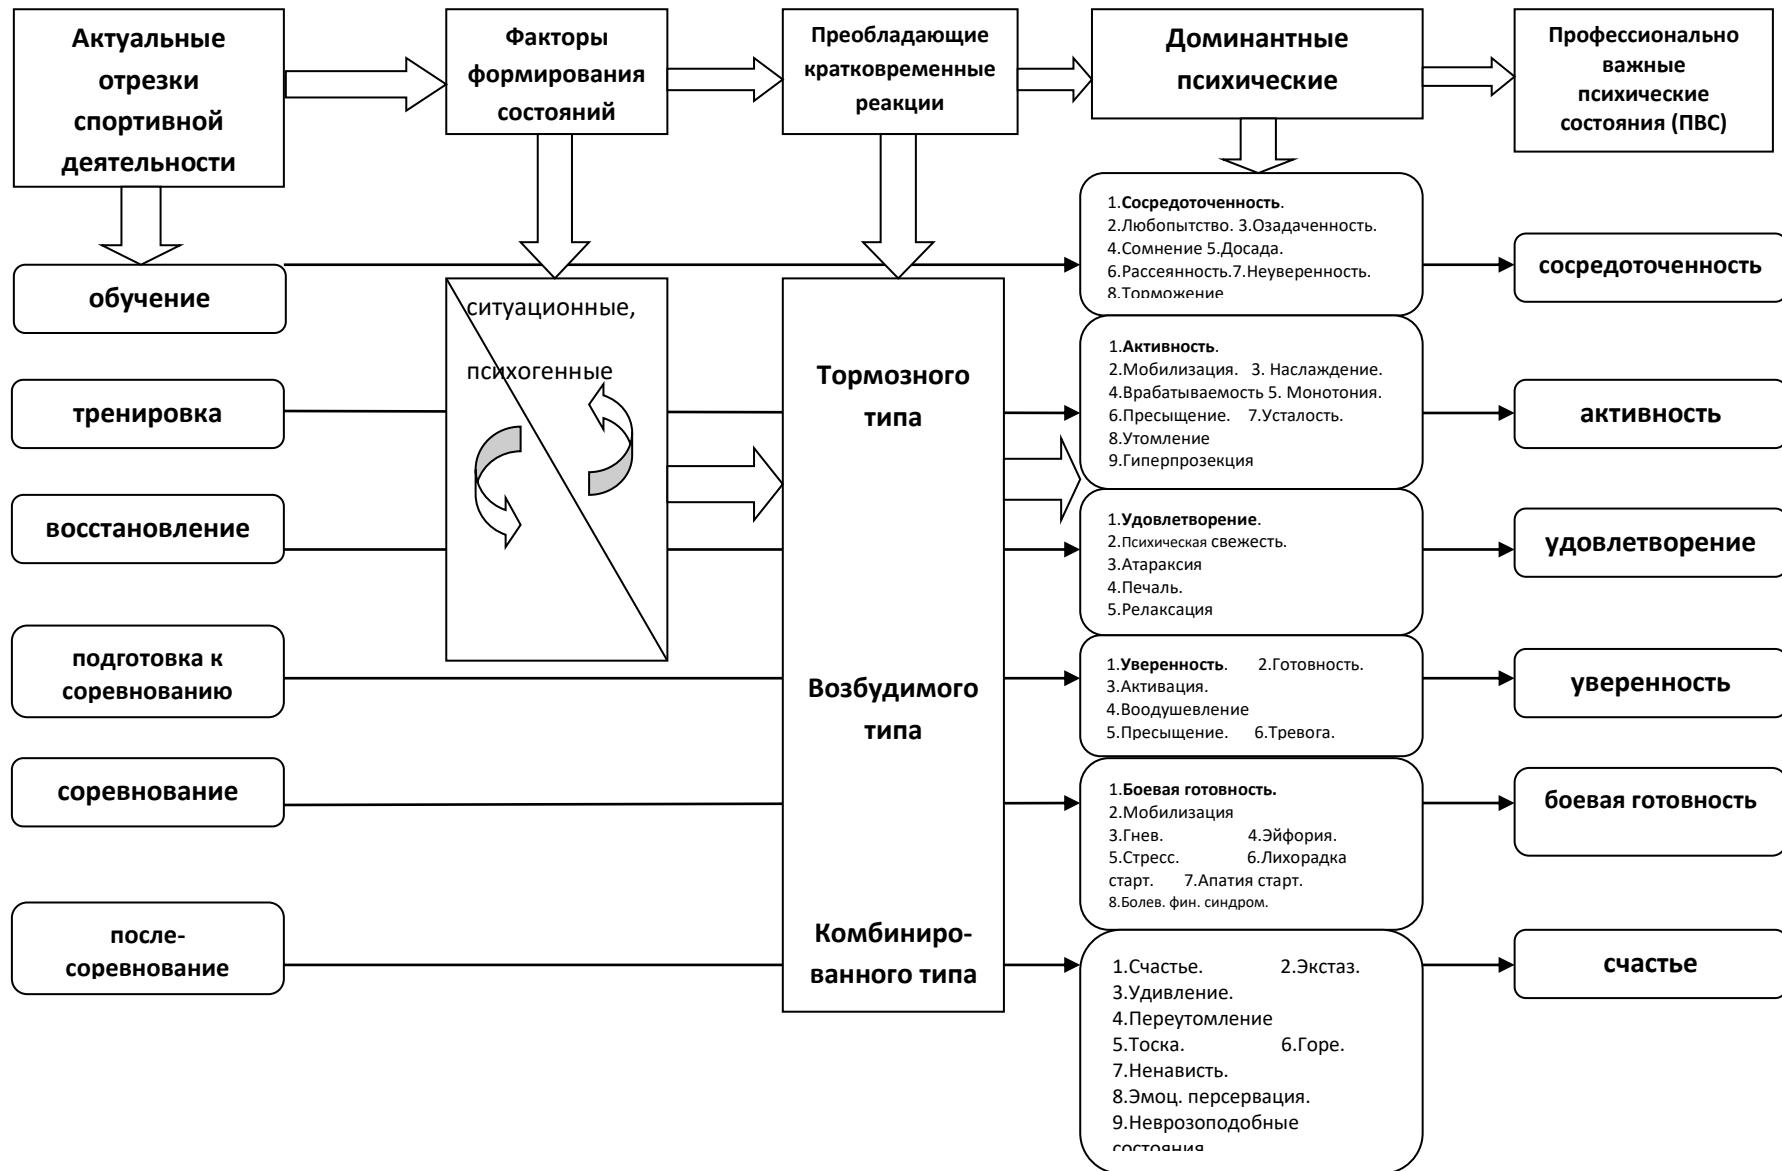 Актуальные
отрезки
спортивной
деятельности
Факторы
формирования
состояний
Преобладающие
кратковременные
реакции
Доминантные
психические
Профессионально
важные
психические
состояния (ПВС)
обучение
тренировка
восстановление
подготовка к
соревнованию
соревнование
после-
соревнование
ситуационные,
психогенные
Тормозного
типа
Возбудимого
типа
Комбиниро-
ванного типа
1.Сосредоточенность.
2.Любопытство. 3.Озадаченность.
4.Сомнение 5.Досада.
6.Рассеянность.7.Неуверенность.
8.Торможение
1.Активность.
2.Мобилизация. 3. Наслаждение.
4.Врабатываемость 5. Монотония.
6.Пресыщение. 7.Усталость.
8.Утомление
9.Гиперпрозекция
1.Удовлетворение.
2.Психическая свежесть.
3.Атараксия
4.Печаль.
5.Релаксация
1.Уверенность. 2.Готовность.
3.Активация.
4.Воодушевление
5.Пресыщение. 6.Тревога.
1.Боевая готовность.
2.Мобилизация
3.Гнев. 4.Эйфория.
5.Стресс. 6.Лихорадка
старт. 7.Апатия старт.
8.Болев. фин. синдром.
1.Счастье. 2.Экстаз.
3.Удивление.
4.Переутомление
5.Тоска. 6.Горе.
7.Ненависть.
8.Эмоц. персервация.
9.Неврозоподобные
состояния
сосредоточенность
активность
удовлетворение
уверенность
боевая готовность
счастье